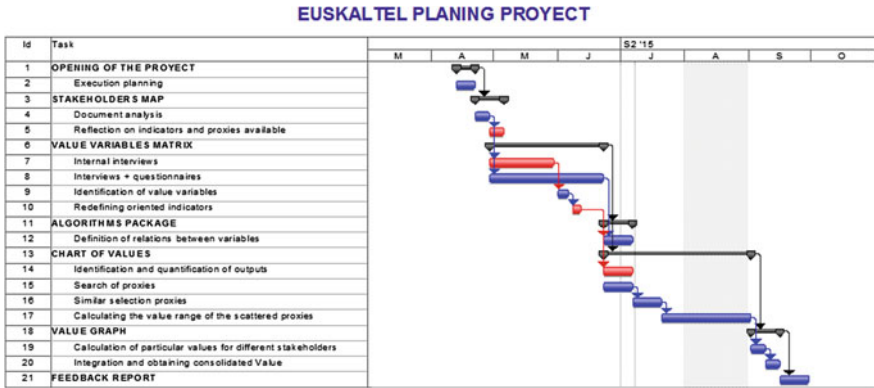 EUSKALTEL PLANING PROYECT
Id Task S2 '15
M A M J J A S O
1 OPENING OF THE PROYECT
2 Execution planning
3 STAKEHOLDERS MAP
4 Document analysis
5 Reflection on indicators and proxies available
6 VALUE VARIABLES MATRIX
7 Internal interviews
8 Interviews + questionnaires
9 Identification of value variables
10 Redefining oriented indicators
11 ALGORITHMS PACKAGE
12 Definition of relations between variables
13 CHART OF VALUES
14 Identification and quantification of outputs
15 Search of proxies
16 Similar selection proxies
17 Calculating the value range of the scattered proxies
18 VALUE GRAPH
19 Calculation of particular values for different stakeholders
20 Integration and obtaining consolidated Value
21 FEEDBACK REPORT